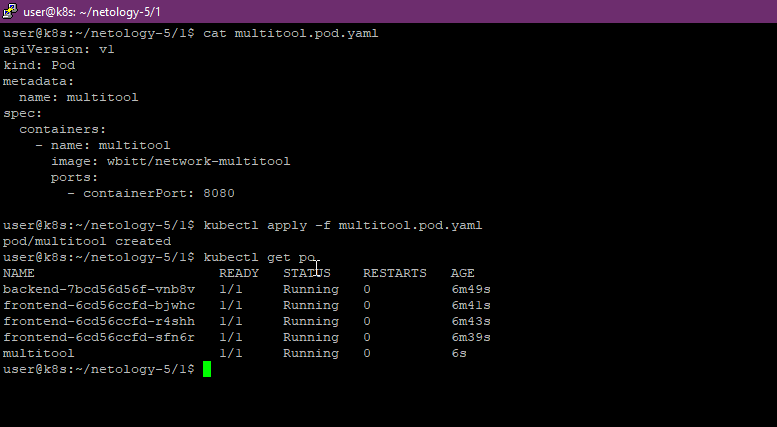 user@k8s: ~/netology-5/1
user@k8s:~/netology-5/1$ cat multitool.pod.yaml
apiVersion: v1
kind: Pod
metadata:
  name: multitool
spec:
  containers:
    - name: multitool
      image: wbitt/network-multitool
      ports:
        - containerPort: 8080
user@k8s:~/netology-5/1$ kubectl apply -f multitool.pod.yaml
pod/multitool created
user@k8s:~/netology-5/1$ kubectl get po
NAME                       READY   STATUS    RESTARTS   AGE
backend-7bcd56d56f-vnb8v   1/1     Running   0          6m49s
frontend-6cd56ccfd-bjwhc   1/1     Running   0          6m41s
frontend-6cd56ccfd-r4shh   1/1     Running   0          6m43s
frontend-6cd56ccfd-sfn6r   1/1     Running   0          6m39s
multitool                  1/1     Running   0          6s
user@k8s:~/netology-5/1$